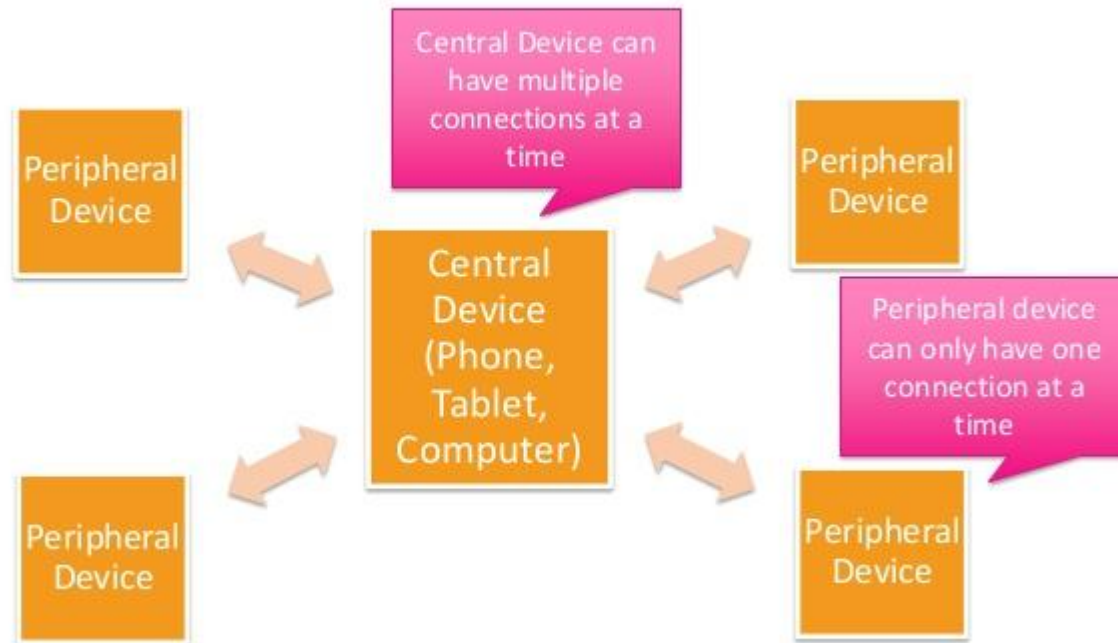 Central Device can
have multiple
connections at a
time
Peripheral
Device
Peripheral
Device
Central
Device
(Phone,
Tablet,
Computer)
Peripheral device
can only have one
connection at a
time
Peripheral
Device
Peripheral
Device